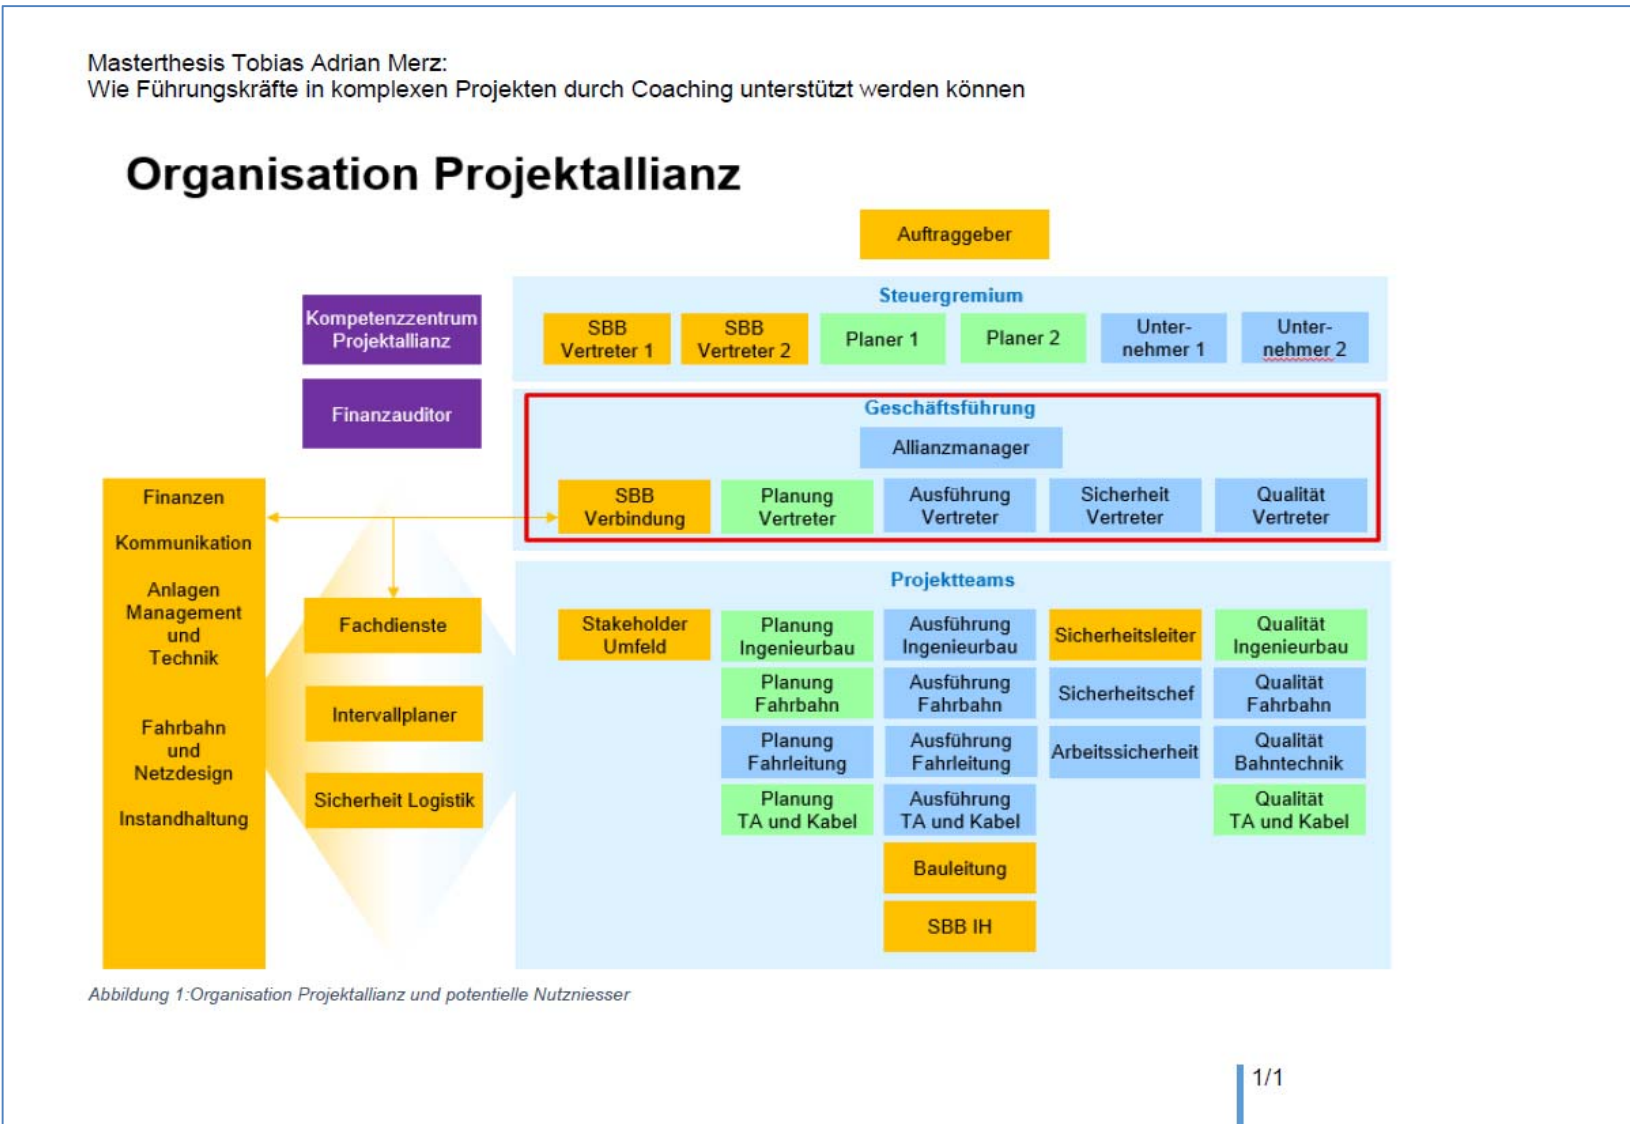 Masterthesis Tobias Adrian Merz:
Wie Führungskräfte in komplexen Projekten durch Coaching unterstützt werden können
Organisation Projektallianz
Auftraggeber
Kompetenzzentrum
Projektallianz
Finanzauditor
Steuergremium
SBB
Vertreter 1
SBB
Vertreter 2
Planer 1
Planer 2
Unter-
nehmer 1
Unter-
nehmer 2
Geschäftsführung
Allianzmanager
SBB
Verbindung
Planung
Vertreter
Ausführung
Vertreter
Sicherheit
Vertreter
Qualität
Vertreter
Finanzen
Kommunikation
Anlagen
Management
und
Technik
Fahrbahn
und
Netzdesign
Instandhaltung
Fachdienste
Intervallplaner
Sicherheit Logistik
Projektteams
Stakeholder
Umfeld
Planung
Ingenieurbau
Planung
Fahrbahn
Planung
Fahrleitung
Planung
TA und Kabel
Ausführung
Ingenieurbau
Ausführung
Fahrbahn
Ausführung
Fahrleitung
Ausführung
TA und Kabel
Bauleitung
SBB IH
Sicherheitsleiter
Sicherheitschef
Arbeitssicherheit
Qualität
Ingenieurbau
Qualität
Fahrbahn
Qualität
Bahntechnik
Qualität
TA und Kabel
Abbildung 1:Organisation Projektallianz und potentielle Nutzniesser
1/1